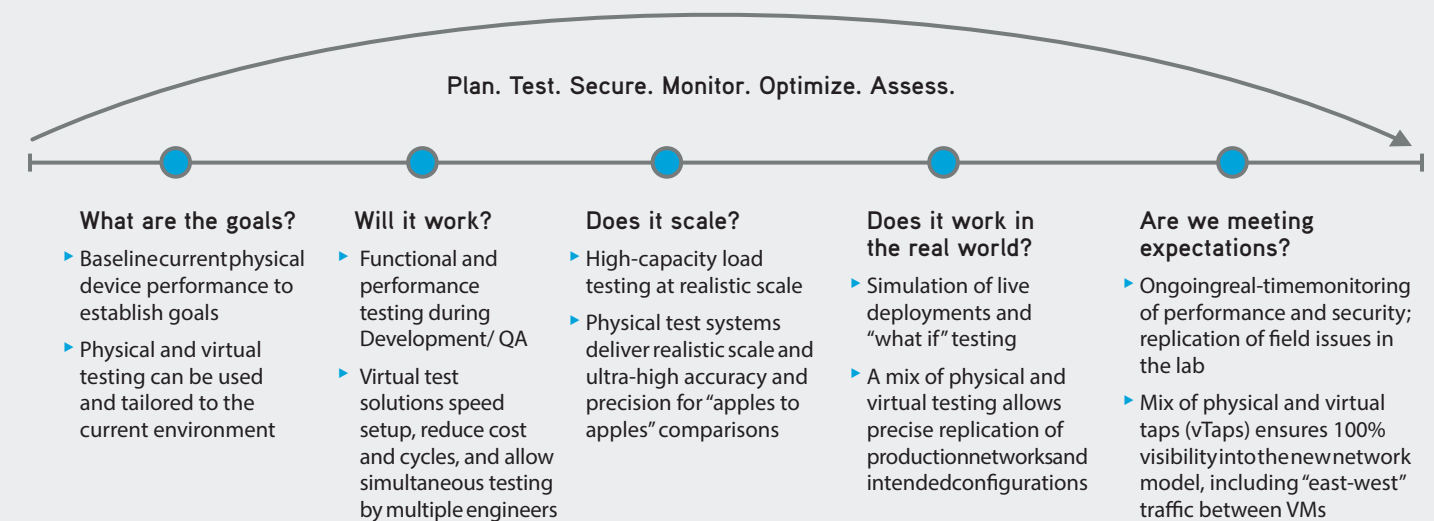 Plan. Test. Secure. Monitor. Optimize. Assess.
What are the goals?
▸ Baselinecurrentphysical
device performance to
establish goals
▸ Physical and virtual
testing can be used
and tailored to the
current environment
Will it work?
▸ Functional and
performance
testing during
Development/ QA
▸ Virtual test
solutions speed
setup, reduce cost
and cycles, and allow
simultaneous testing
by multiple engineers
Does it scale?
▸ High-capacity load
testing at realistic scale
▸ Physical test systems
deliver realistic scale and
ultra-high accuracy and
precision for “apples to
apples” comparisons
Does it work in
the real world?
▸ Simulation of live
deployments and
“what if” testing
▸ A mix of physical and
virtual testing allows
precise replication of
productionnetworksand
intendedconfigurations
Are we meeting
expectations?
▸ Ongoingreal-timemonitoring
of performance and security;
replication of field issues in
the lab
▸ Mix of physical and virtual
taps (vTaps) ensures 100%
visibilityintothenewnetwork
model, including “east-west”
traffic between VMs